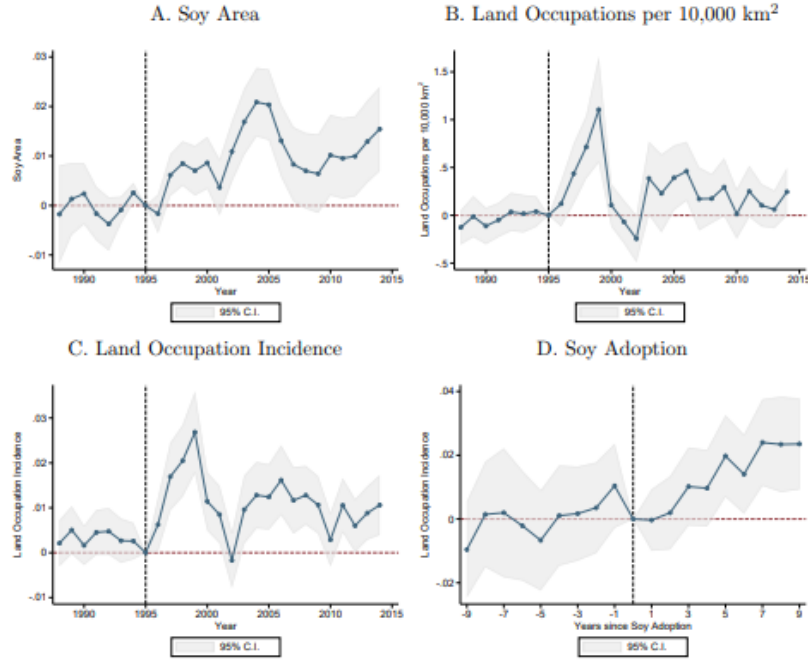 A. Soy Area
.03
.02
.01
0
-.01
Soy Area
1990
1995
2000
2005
2010
2015
Year
95% C.I.
B. Land Occupations per 10,000 km²
1.5
1
.5
0
-.5
Land Occupations per 10,000 km²
1990
1995
2000
2005
2010
2015
Year
95% C.I.
C. Land Occupation Incidence
.03
.02
.01
0
-.01
Land Occupation Incidence
1990
1995
2000
2005
2010
2015
Year
95% C.I.
D. Soy Adoption
.04
.02
0
-.02
Land Occupation Incidence
-9
-7
-5
-3
-1
1
3
5
7
9
Years since Soy Adoption
95% C.I.